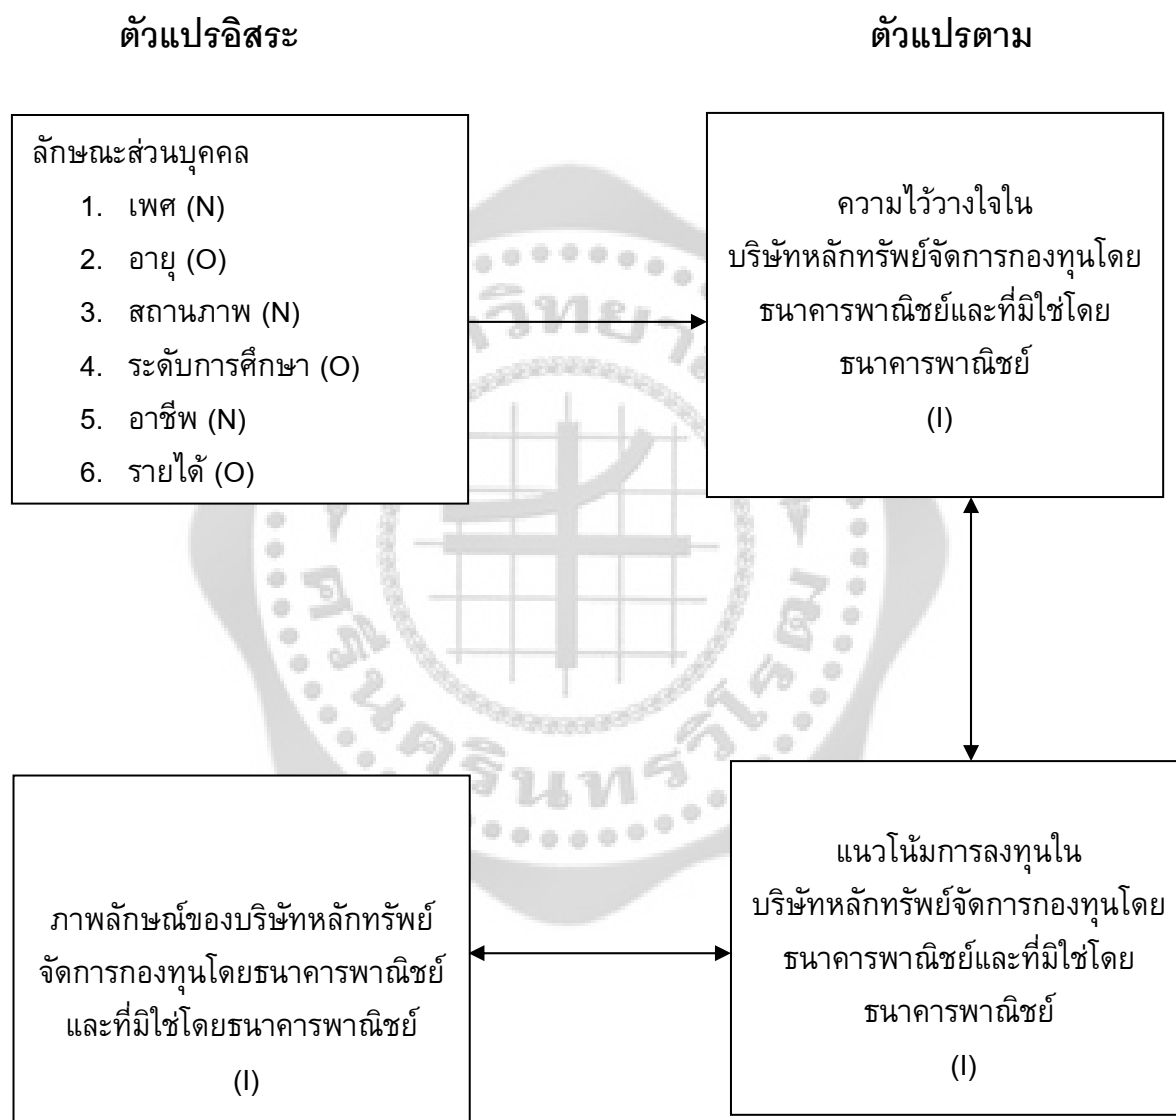 ตัวแปรอิสระ
ตัวแปรตาม
ลักษณะส่วนบุคคล
1. เพศ (N)
2. อายุ (O)
3. สถานภาพ (N)
4. ระดับการศึกษา (O)
5. อาชีพ (N)
6. รายได้ (O)
ความไว้วางใจใน
บริษัทหลักทรัพย์จัดการกองทุนโดย
ธนาคารพาณิชย์และที่มิใช่โดย
ธนาคารพาณิชย์
(I)
ภาพลักษณ์ของบริษัทหลักทรัพย์
จัดการกองทุนโดยธนาคารพาณิชย์
และที่มิใช่โดยธนาคารพาณิชย์
(I)
แนวโน้มการลงทุนใน
บริษัทหลักทรัพย์จัดการกองทุนโดย
ธนาคารพาณิชย์และที่มิใช่โดย
ธนาคารพาณิชย์
(I)
ศรีนครินทรวิโรฒ